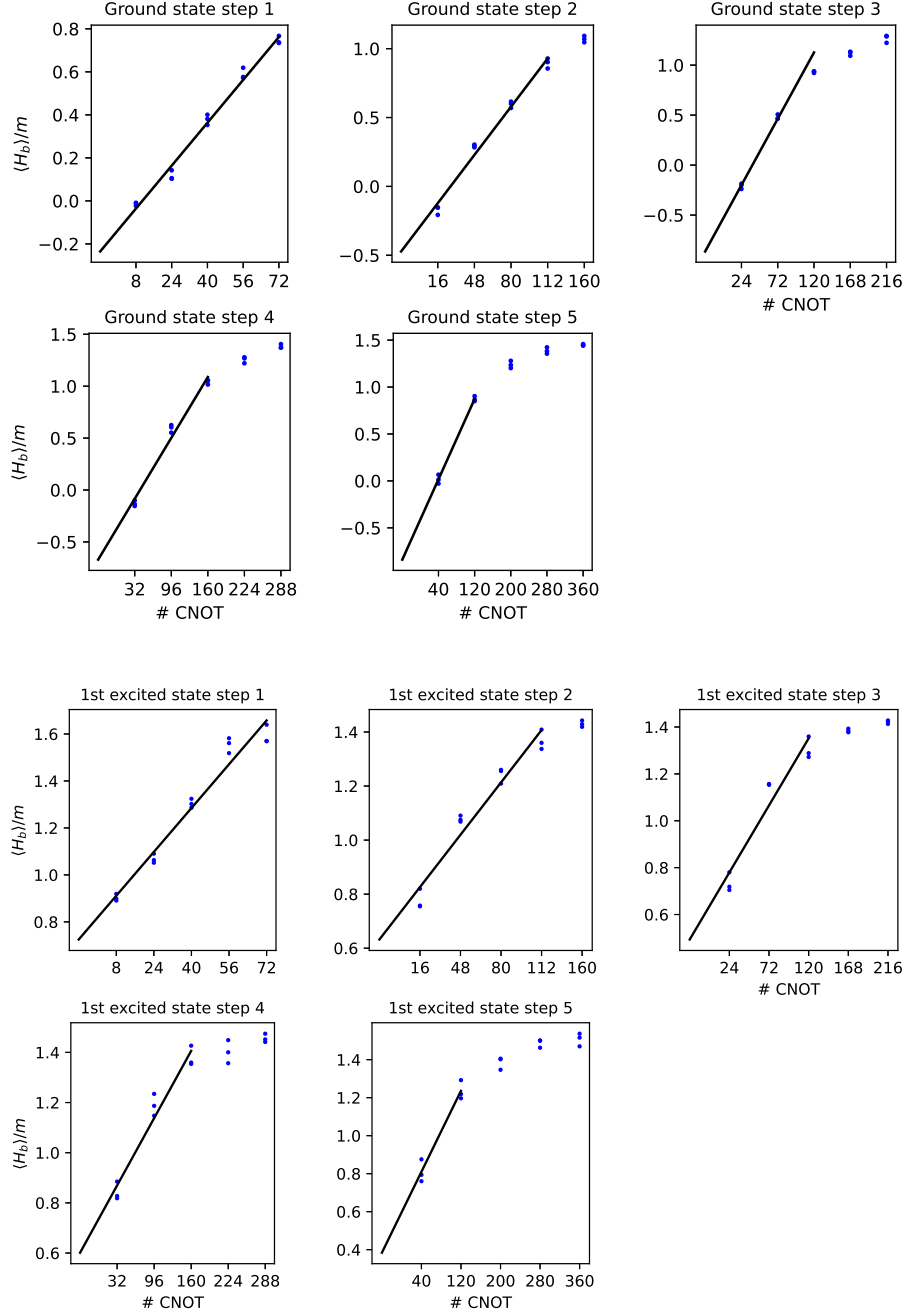 Ground state step 1
Ground state step 2
Ground state step 3
0.8
0.6
0.4
0.2
0.0
−0.2
⟨H_b⟩/m
8 24 40 56 72
1.0
0.5
0.0
−0.5
16 48 80 112 160
1.0
0.5
0.0
−0.5
24 72 120 168 216
# CNOT
Ground state step 4
Ground state step 5
1.5
1.0
0.5
0.0
−0.5
⟨H_b⟩/m
32 96 160 224 288
# CNOT
1.5
1.0
0.5
0.0
−0.5
40 120 200 280 360
# CNOT
1st excited state step 1
1st excited state step 2
1st excited state step 3
1.6
1.4
1.2
1.0
0.8
⟨H_b⟩/m
8 24 40 56 72
1.4
1.2
1.0
0.8
0.6
16 48 80 112 160
1.4
1.2
1.0
0.8
0.6
24 72 120 168 216
# CNOT
1st excited state step 4
1st excited state step 5
1.4
1.2
1.0
0.8
0.6
⟨H_b⟩/m
32 96 160 224 288
# CNOT
1.4
1.2
1.0
0.8
0.6
0.4
40 120 200 280 360
# CNOT